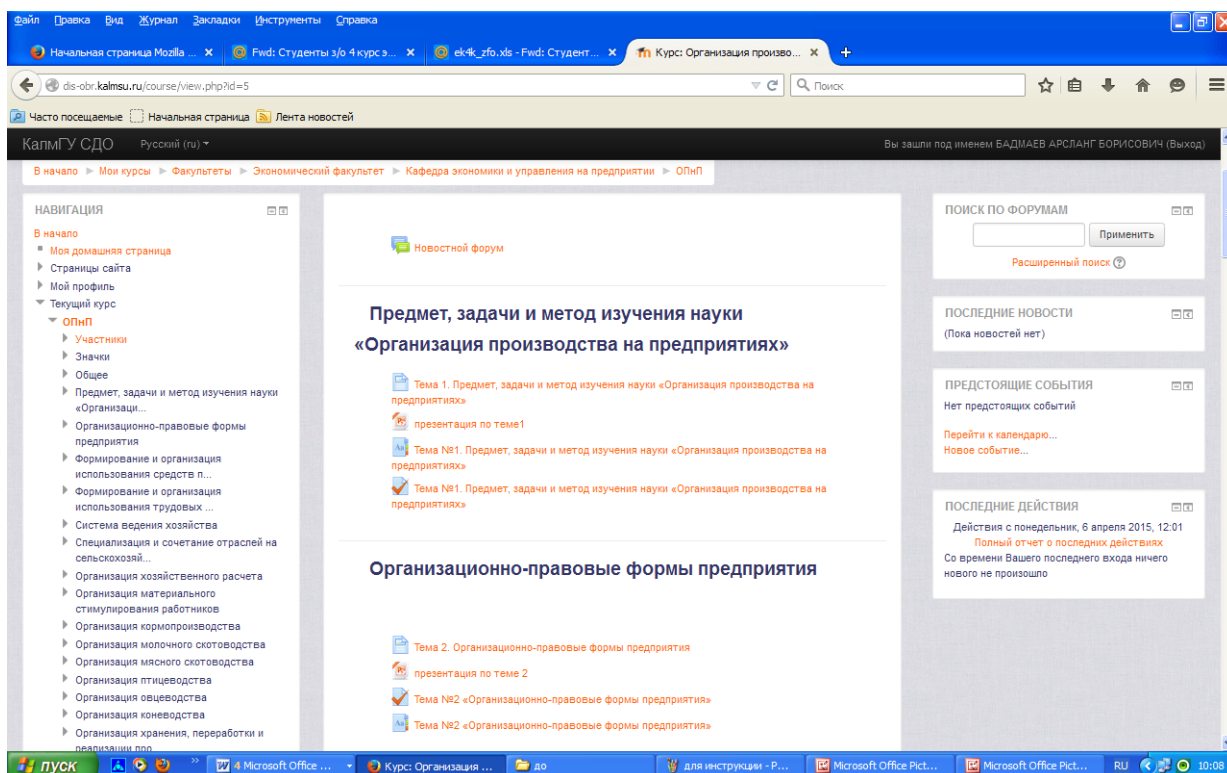 Файл Правка Вид Журнал Закладки Инструменты Справка
Начальная страница Mozilla ... Fwd: Студенты з/о 4 курс э... ek4k_zfo.xls - Fwd: Студент... Курс: Организация произво...
dis-obr.kalmsu.ru/course/view.php?id=5 Поиск
Часто посещаемые Начальная страница Лента новостей
КалмГУ СДО Русский (ru) Вы зашли под именем БАДМАЕВ АРСЛАНГ БОРИСОВИЧ (Выход)
В начало Мои курсы Факультеты Экономический факультет Кафедра экономики и управления на предприятии ОПнП
НАВИГАЦИЯ
В начало
Моя домашняя страница
Страницы сайта
Мой профиль
Текущий курс
ОПнП
Участники
Значки
Общее
Предмет, задачи и метод изучения науки
«Организаци...
Организационно-правовые формы
предприятия
Формирование и организация
использования средств п...
Формирование и организация
использования трудовых ...
Система ведения хозяйства
Специализация и сочетание отраслей на
сельскохозяй...
Организация хозяйственного расчета
Организация материального
стимулирования работников
Организация кормопроизводства
Организация молочного скотоводства
Организация мясного скотоводства
Организация птицеводства
Организация овцеводства
Организация коневодства
Организация хранения, переработки и
реализации про...
Новостной форум
Предмет, задачи и метод изучения науки
«Организация производства на предприятиях»
Тема 1. Предмет, задачи и метод изучения науки «Организация производства на
предприятиях»
презентация по теме1
Тема №1. Предмет, задачи и метод изучения науки «Организация производства на
предприятиях»
Тема №1. Предмет, задачи и метод изучения науки «Организация производства на
предприятиях»
Организационно-правовые формы предприятия
Тема 2. Организационно-правовые формы предприятия
презентация по теме 2
Тема №2 «Организационно-правовые формы предприятия»
Тема №2 «Организационно-правовые формы предприятия»
ПОИСК ПО ФОРУМАМ
Применить
Расширенный поиск
ПОСЛЕДНИЕ НОВОСТИ
(Пока новостей нет)
ПРЕДСТОЯЩИЕ СОБЫТИЯ
Нет предстоящих событий
Перейти к календарю...
Новое событие...
ПОСЛЕДНИЕ ДЕЙСТВИЯ
Действия с понедельник, 6 апреля 2015, 12:01
Полный отчет о последних действиях
Со времени Вашего последнего входа ничего
нового не произошло
пуск 4 Microsoft Office ... Курс: Организация ... до для инструкции - P... Microsoft Office Pict... Microsoft Office Pict... RU 10:08